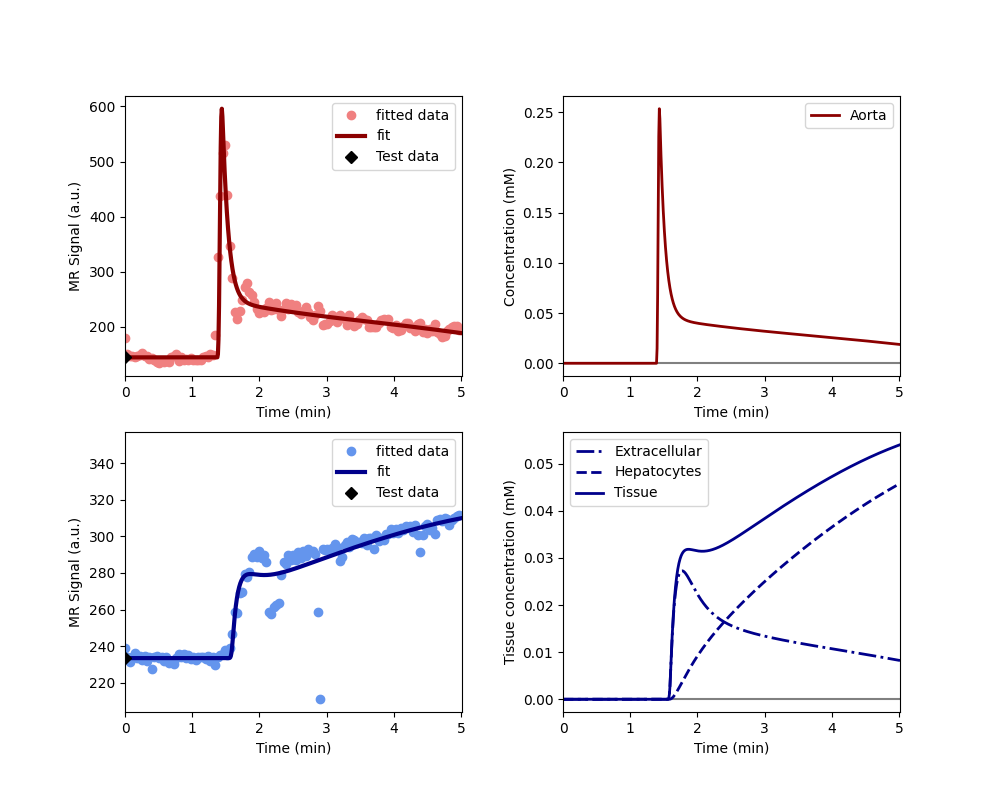 600
500
400
300
200
MR Signal (a.u.)
fitted data
fit
Test data
0 1 2 3 4 5
Time (min)
0.25
0.20
0.15
0.10
0.05
0.00
Concentration (mM)
Aorta
0 1 2 3 4 5
Time (min)
340
320
300
280
260
240
220
MR Signal (a.u.)
fitted data
fit
Test data
0 1 2 3 4 5
Time (min)
0.05
0.04
0.03
0.02
0.01
0.00
Tissue concentration (mM)
Extracellular
Hepatocytes
Tissue
0 1 2 3 4 5
Time (min)